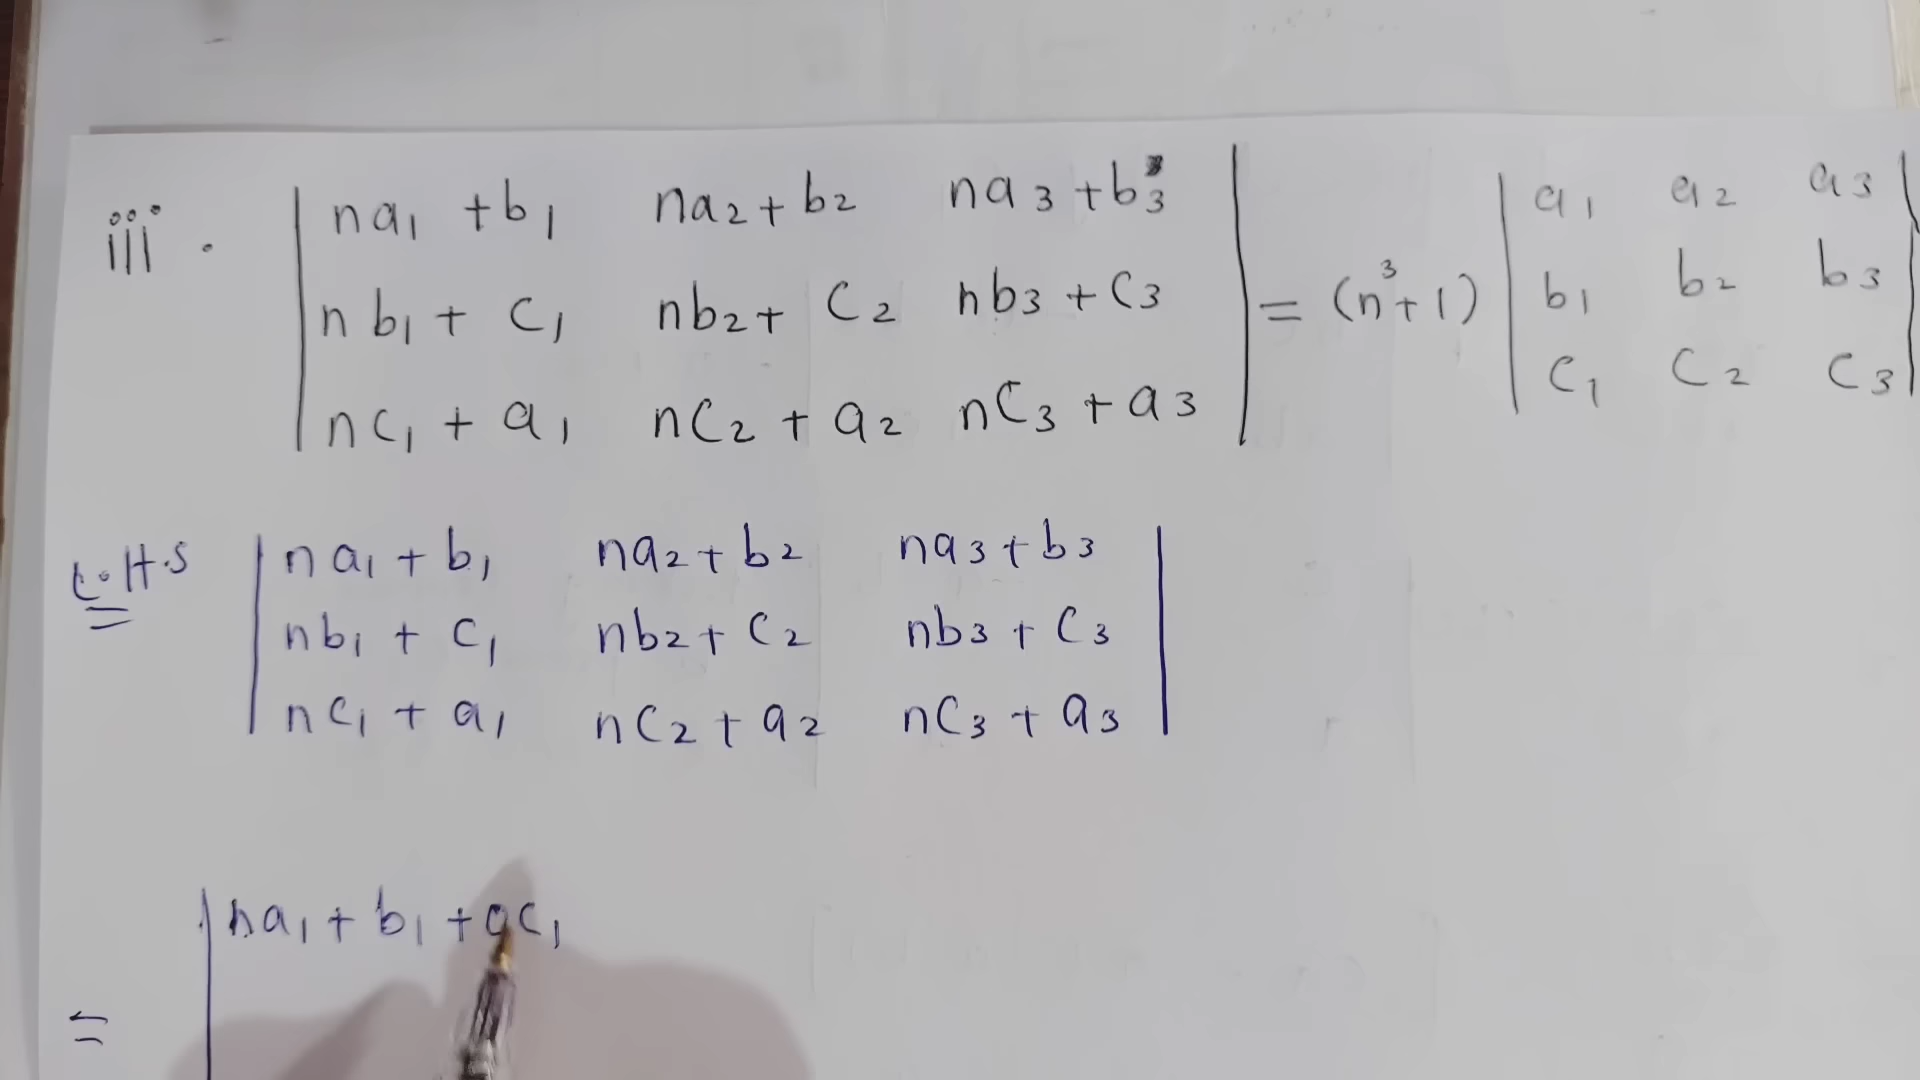 iii. | na₁ + b₁ na₂ + b₂ na₃ + b₃ | | a₁ a₂ a₃ |
| nb₁ + c₁ nb₂ + c₂ nb₃ + c₃ | = (n³ + 1) | b₁ b₂ b₃ |
| nc₁ + a₁ nc₂ + a₂ nc₃ + a₃ | | c₁ c₂ c₃ |
L.H.S | na₁ + b₁ na₂ + b₂ na₃ + b₃ |
| nb₁ + c₁ nb₂ + c₂ nb₃ + c₃ |
| nc₁ + a₁ nc₂ + a₂ nc₃ + a₃ |
| na₁ + b₁ + c₁
=